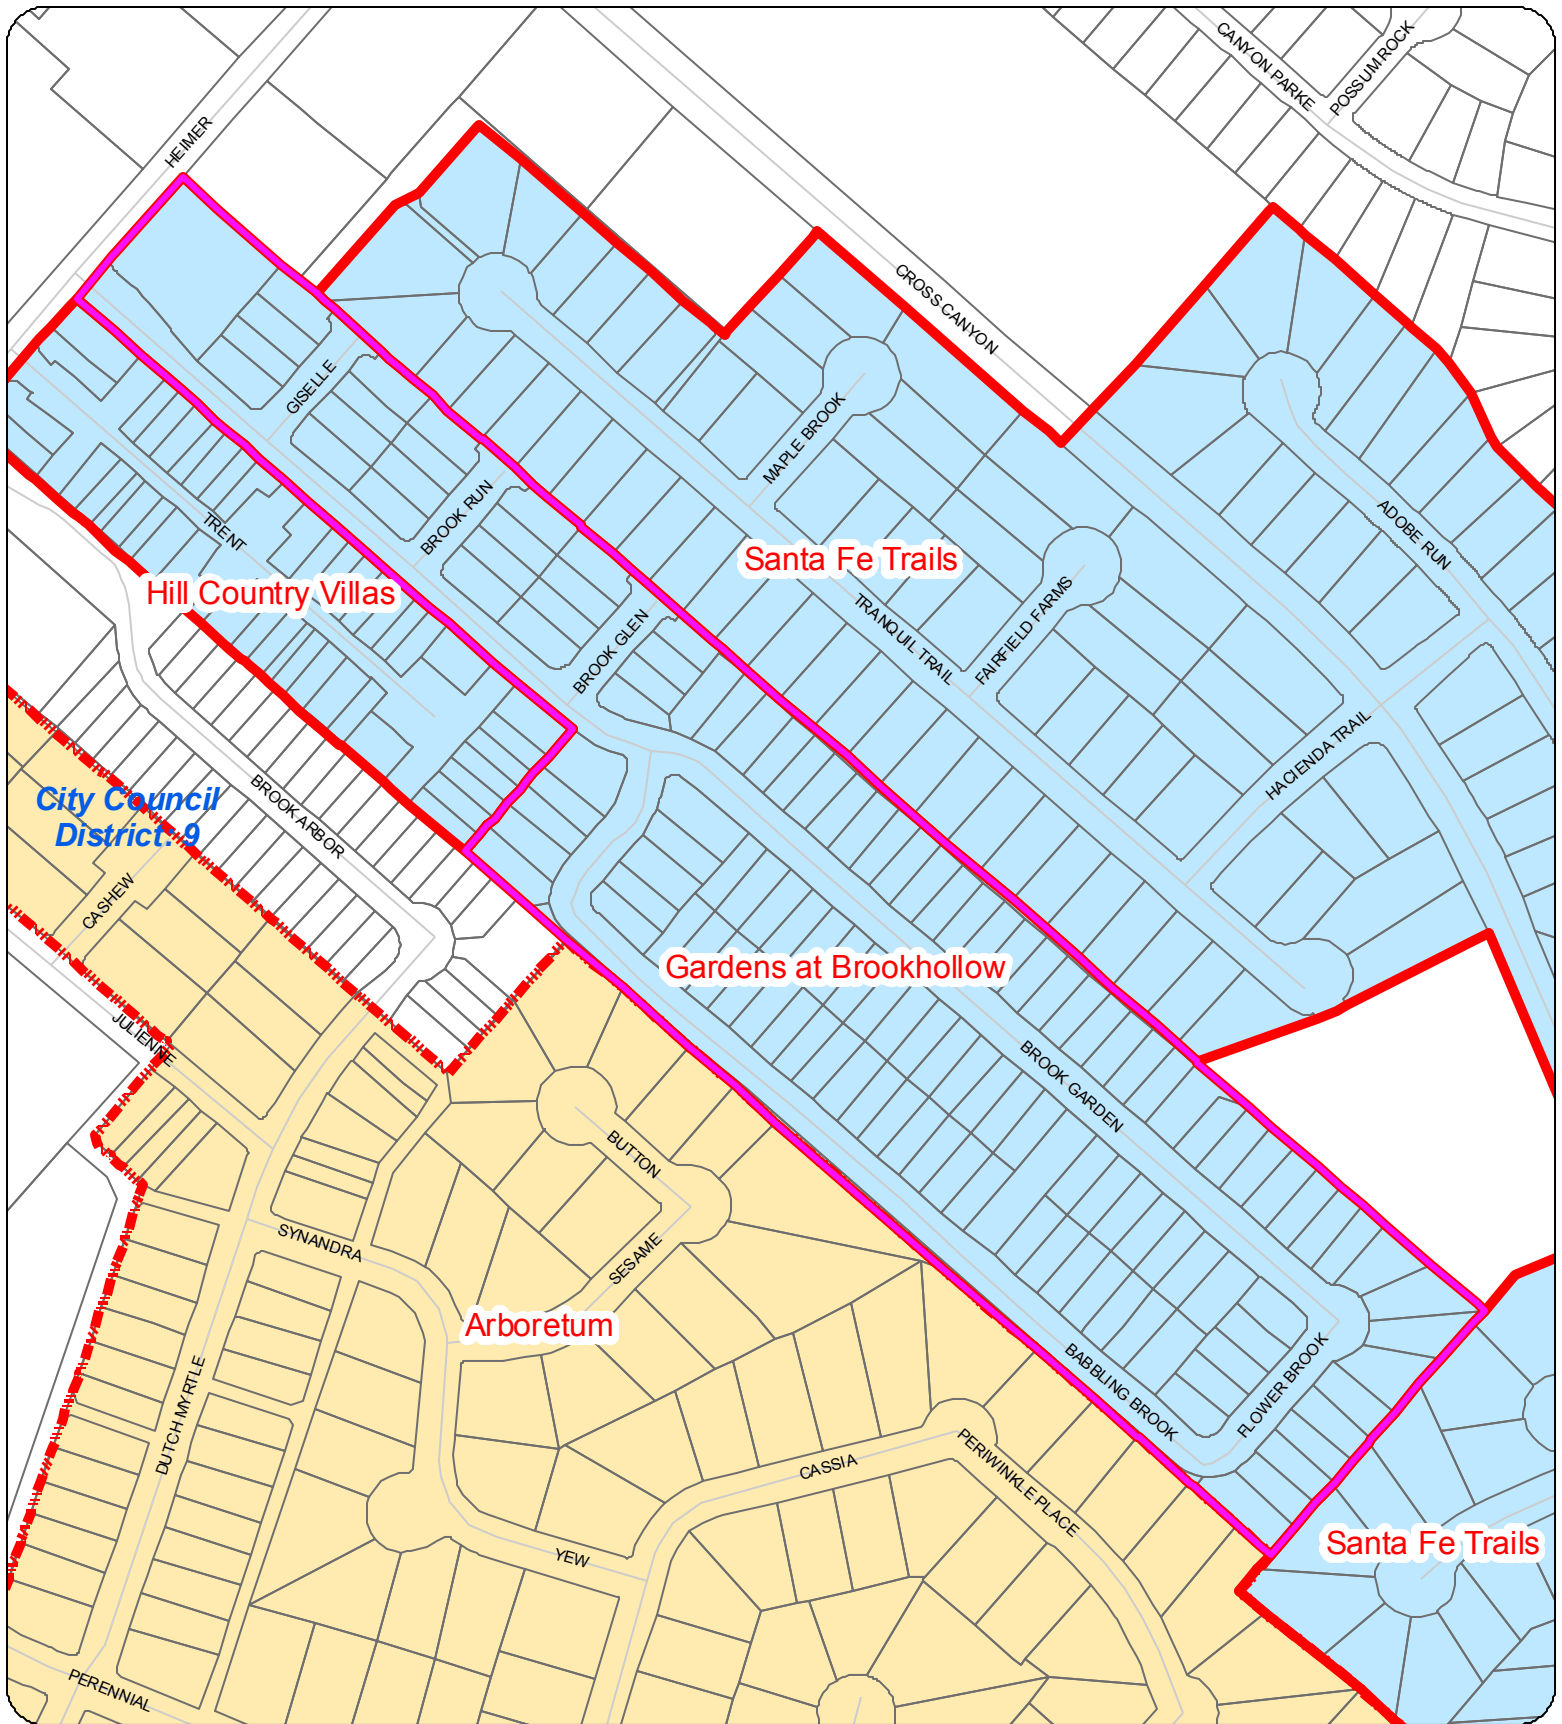 CANYON PARKE
POSSUM ROCK
HEIMER
CROSS CANYON
GISELLE
MAPLE BROOK
BROOK RUN
TRENT
ADOBE RUN
Santa Fe Trails
Hill Country Villas
TRANQUIL TRAIL
FAIRFIELD FARMS
BROOK GLEN
HACIENDA TRAIL
City Council
District: 9
BROOK ARBOR
CASHEW
Gardens at Brookhollow
JULIENNE
BROOK GARDEN
BUTTON
SYNANDRA
SESAME
Arboretum
BABBLING BROOK
FLOWER BROOK
DUTCH MYRTLE
CASSIA
PERIWINKLE PLACE
YEW
Santa Fe Trails
PERENNIAL